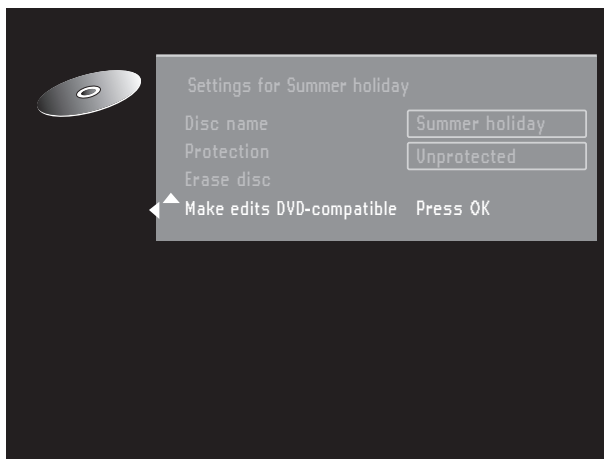 Settings for Summer holiday
Disc name Summer holiday
Protection Unprotected
Erase disc
Make edits DVD-compatible Press OK